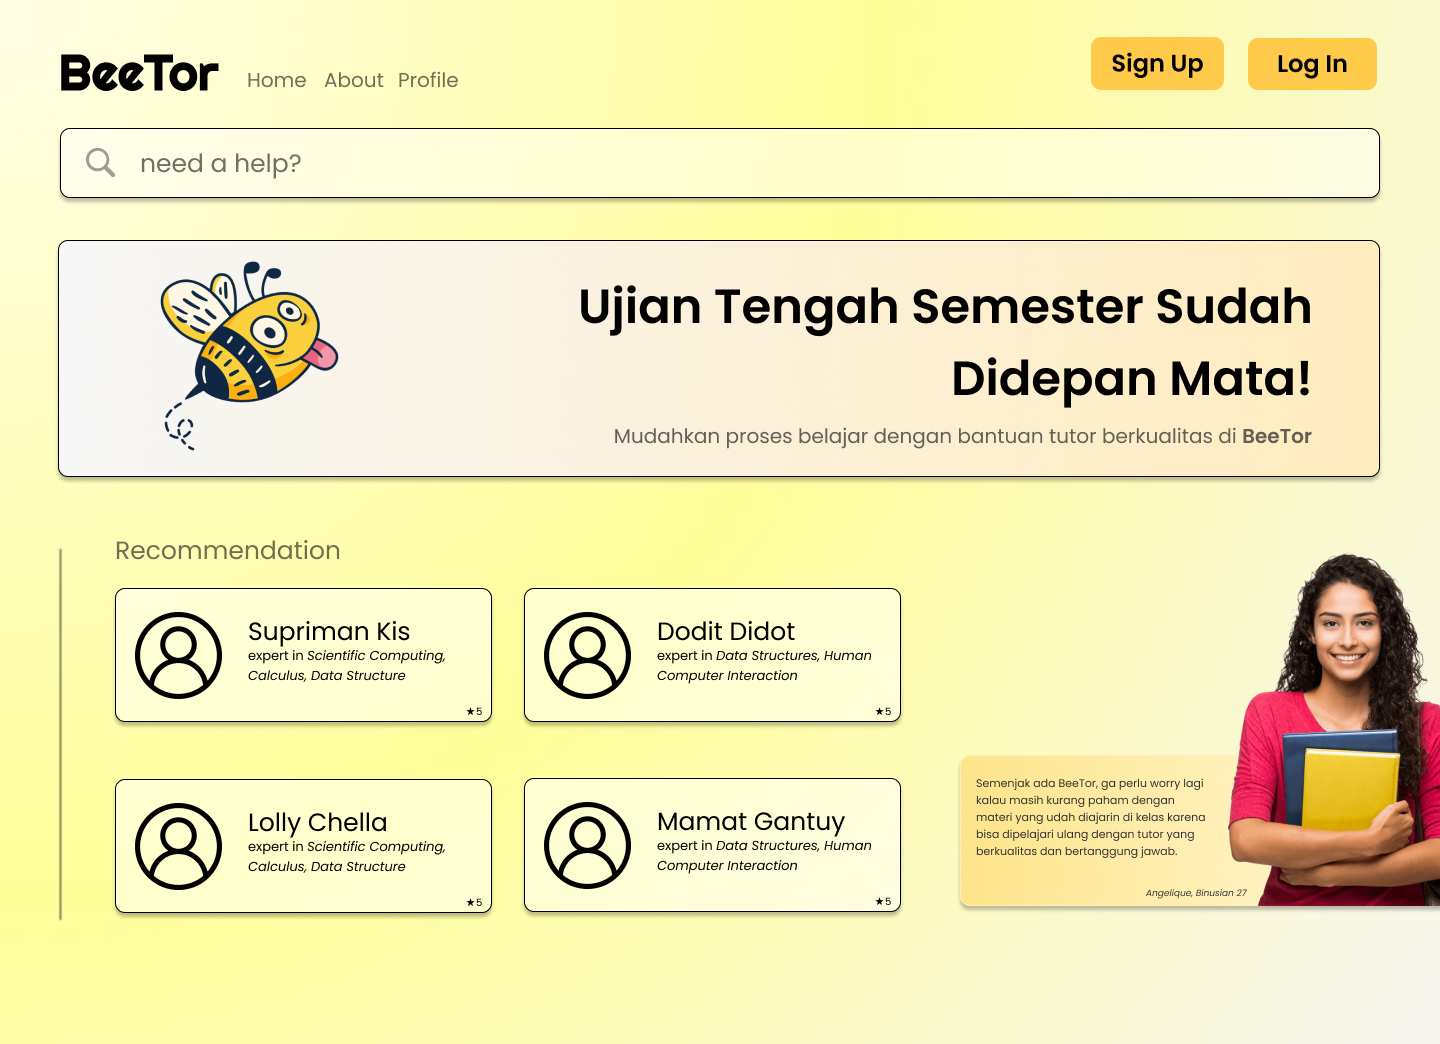 BeeTor
Home About Profile
Sign Up
Log In
need a help?
Ujian Tengah Semester Sudah
Didepan Mata!
Mudahkan proses belajar dengan bantuan tutor berkualitas di BeeTor
Recommendation
Supriman Kis
expert in Scientific Computing,
Calculus, Data Structure
★5
Dodit Didot
expert in Data Structures, Human
Computer Interaction
★5
Lolly Chella
expert in Scientific Computing,
Calculus, Data Structure
★5
Mamat Gantuy
expert in Data Structures, Human
Computer Interaction
★5
Semenjak ada BeeTor, ga perlu worry lagi
kalau masih kurang paham dengan
materi yang udah diajarin di kelas karena
bisa dipelajari ulang dengan tutor yang
berkualitas dan bertanggung jawab.
Angelique, Binusian 27